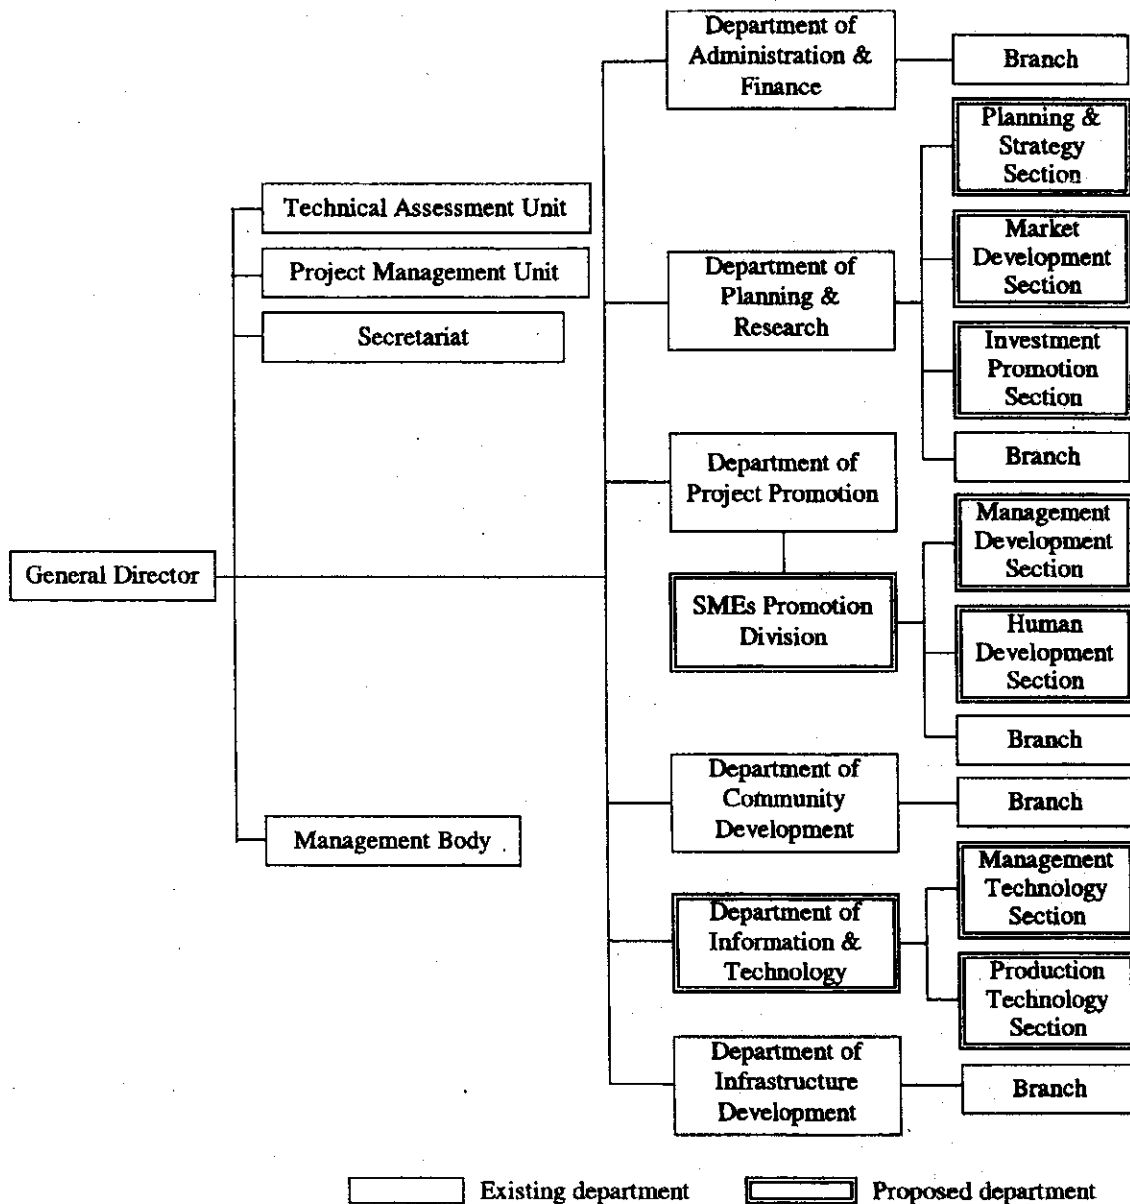 Department of
Administration &
Finance
Branch
Planning &
Strategy
Section
Technical Assessment Unit
Market
Development
Section
Project Management Unit
Department of
Planning &
Research
Secretariat
Investment
Promotion
Section
Branch
Department of
Project Promotion
Management
Development
Section
General Director
SMEs Promotion
Division
Human
Development
Section
Branch
Department of
Community
Development
Branch
Management Body
Management
Technology
Section
Department of
Information &
Technology
Production
Technology
Section
Department of
Infrastructure
Development
Branch
Existing department
Proposed department